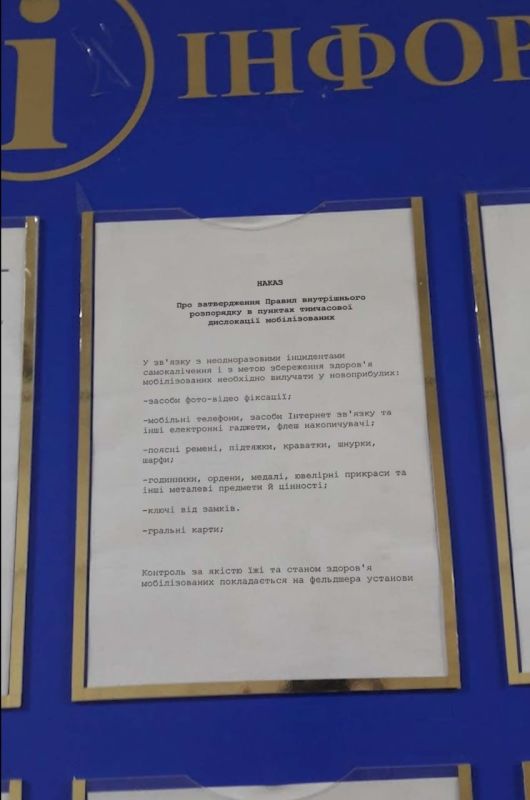 ІНФОР
НАКАЗ
Про затвердження Правил внутрішнього
розпорядку в пунктах тимчасової
дислокації мобілізованих
У зв'язку з неодноразовими інцидентами
самокалічення і з метою збереження здоров'я
мобілізованих необхідно вилучати у новоприбулих:
-засоби фото-відео фіксації;
-мобільні телефони, засоби Інтернет зв'язку та
інші електронні гаджети, флеш накопичувачі;
-поясні ремені, підтяжки, краватки, шнурки,
шарфи;
-годинники, ордени, медалі, ювелірні прикраси та
інші металеві предмети й цінності;
-ключі від замків.
-гральні карти;
Контроль за якістю їжі та станом здоров'я
мобілізованих покладається на фельдшера установи